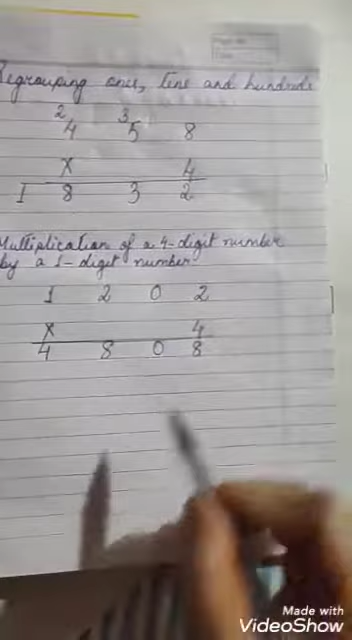 Regrouping ones, tens and hundreds
2 3
4 5 8
x 4
1 8 3 2
Multiplication of a 4-digit number
by a 1-digit number
1 2 0 2
x 4
4 8 0 8
Made with
VideoShow